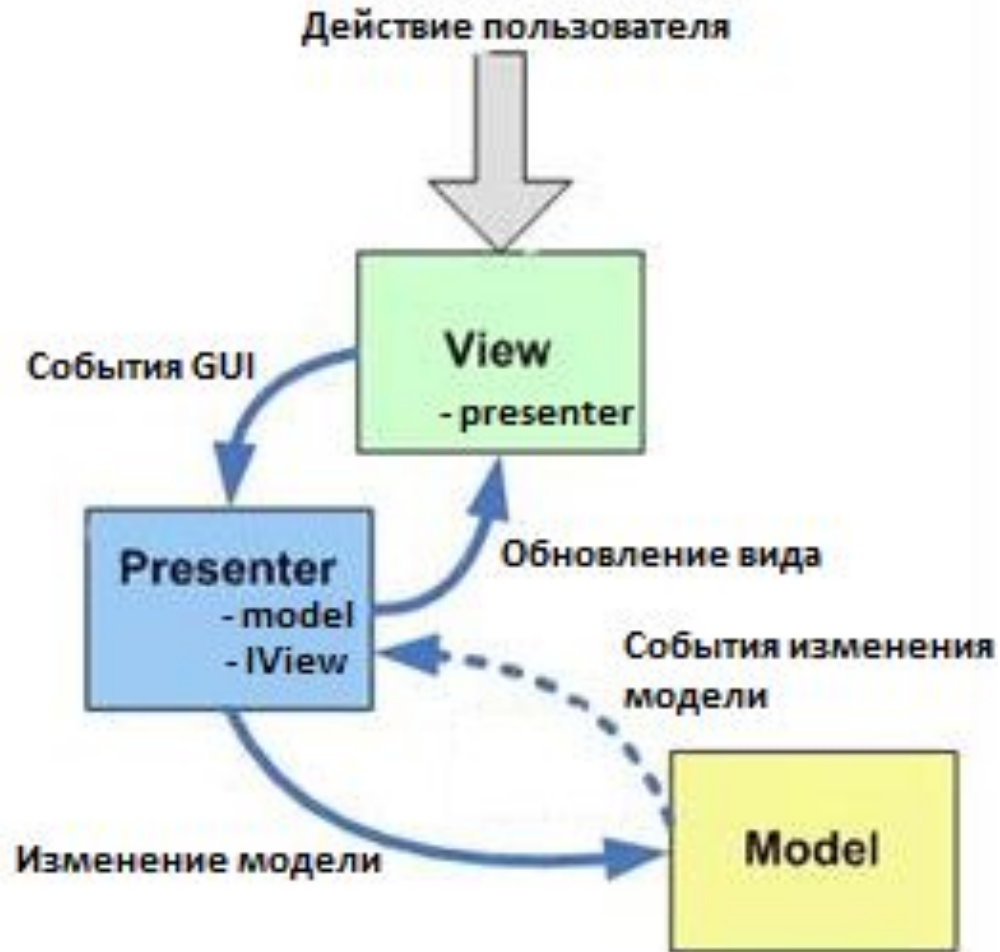 Действие пользователя
View
- presenter
События GUI
Presenter
- model
- IView
Обновление вида
События изменения
модели
Изменение модели
Model